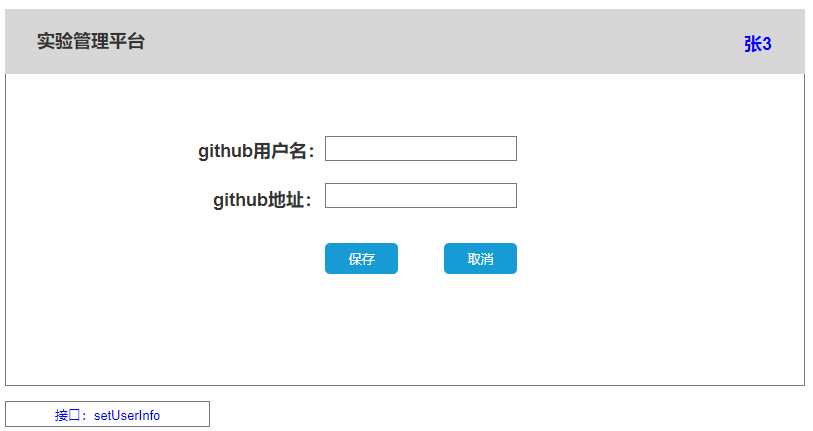 实验管理平台
张3
github用户名：
github地址：
保存
取消
接口：setUserInfo